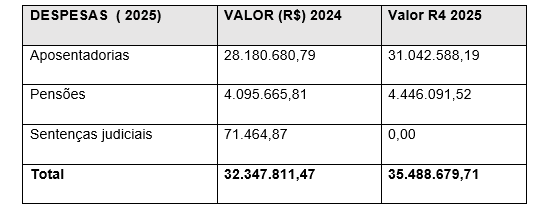 DESPESAS ( 2025) VALOR (R$) 2024 Valor R4 2025
Aposentadorias 28.180.680,79 31.042.588,19
Pensões 4.095.665,81 4.446.091,52
Sentenças judiciais 71.464,87 0,00
Total 32.347.811,47 35.488.679,71